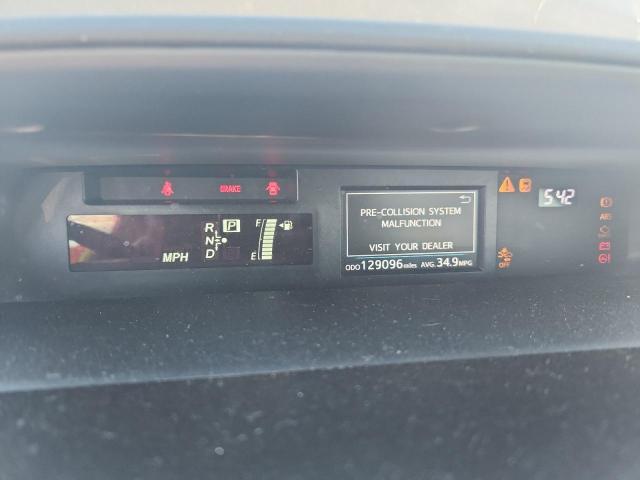 BRAKE
R
N
D
P
F
E
MPH
PRE-COLLISION SYSTEM
MALFUNCTION
VISIT YOUR DEALER
ODO 129096 miles AVG. 34.9 MPG
5:42
ABS
OFF